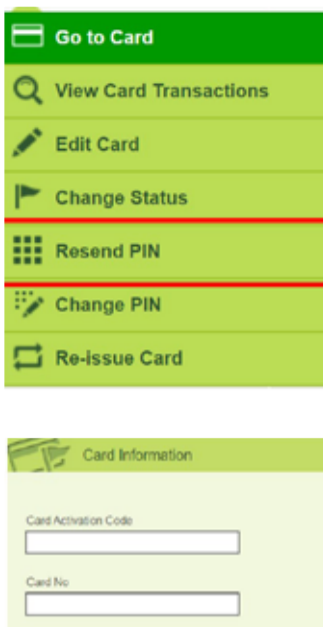 Go to Card
View Card Transactions
Edit Card
Change Status
Resend PIN
Change PIN
Re-issue Card
Card Information
Card Activation Code
Card No